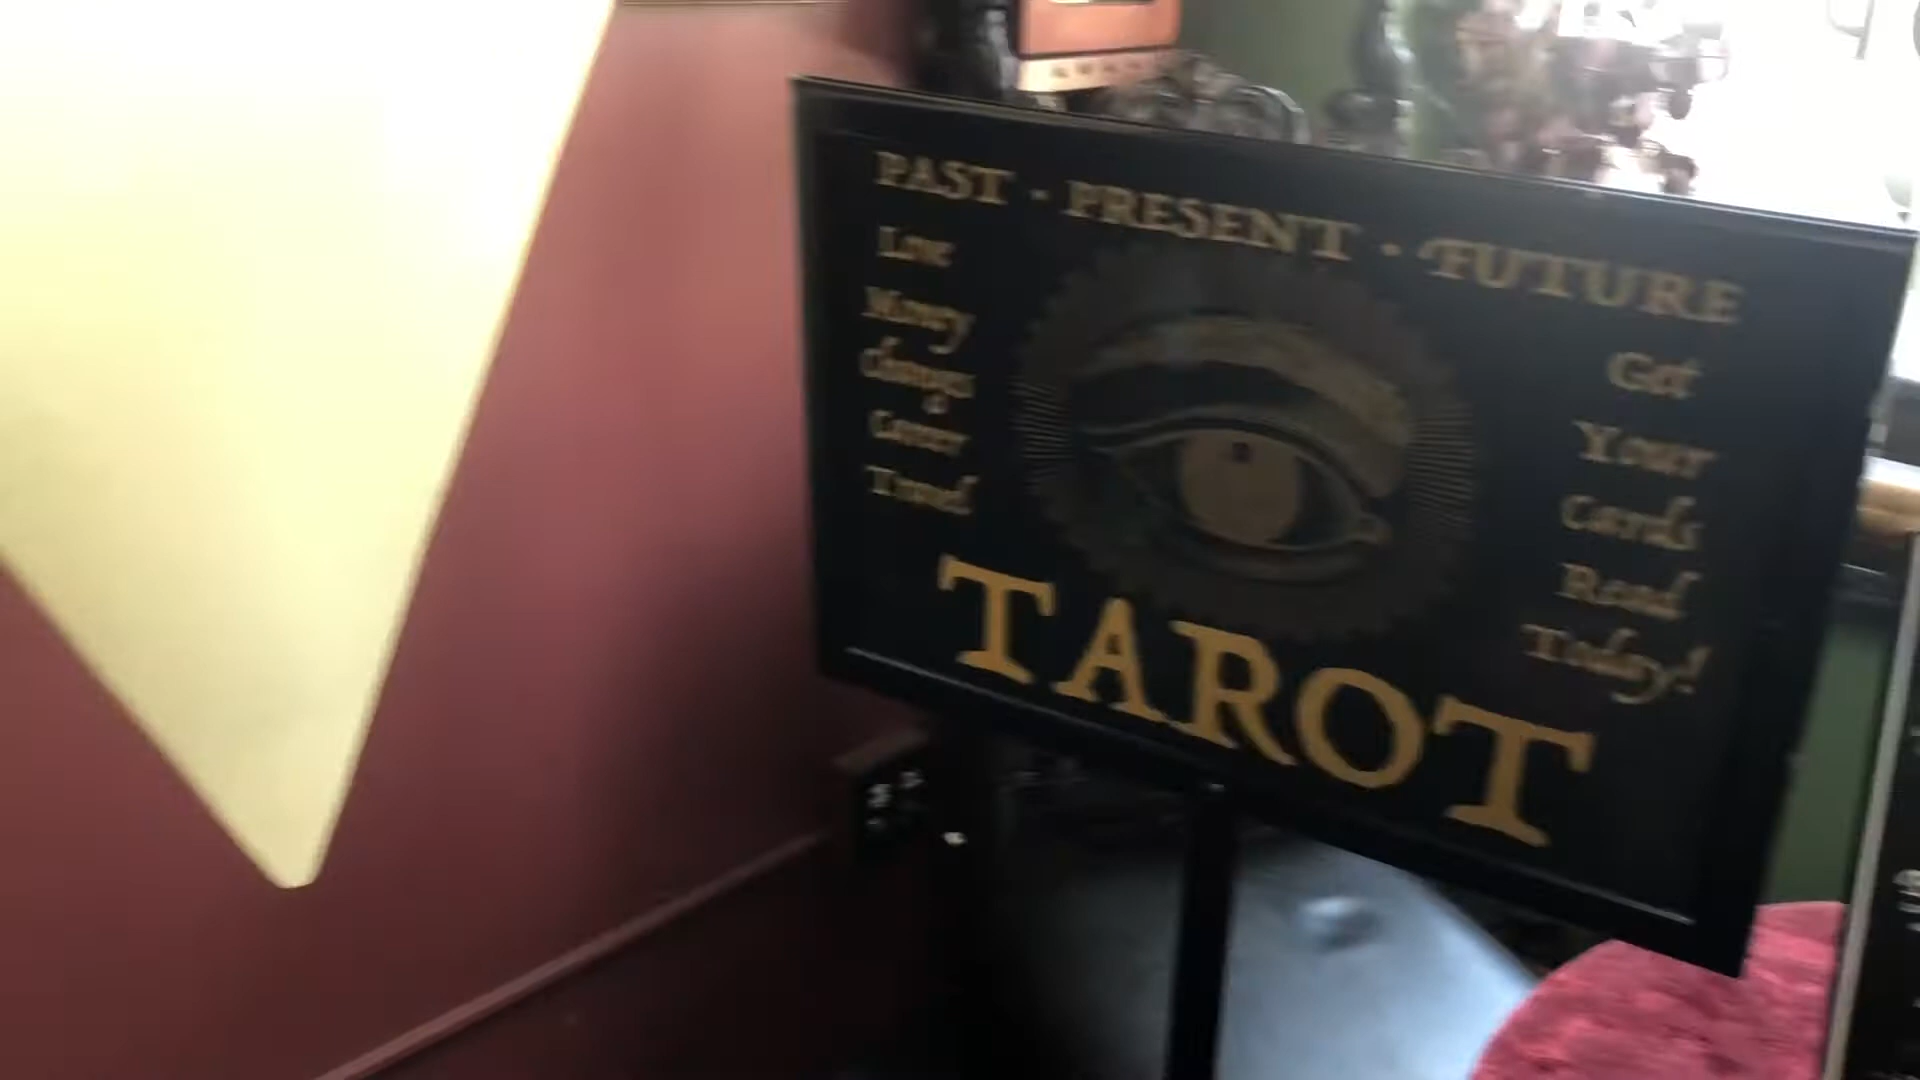 PAST · PRESENT · FUTURE
Love
Money
Changes
&
Career
Travel
Get
Your
Cards
Read
Today!
TAROT